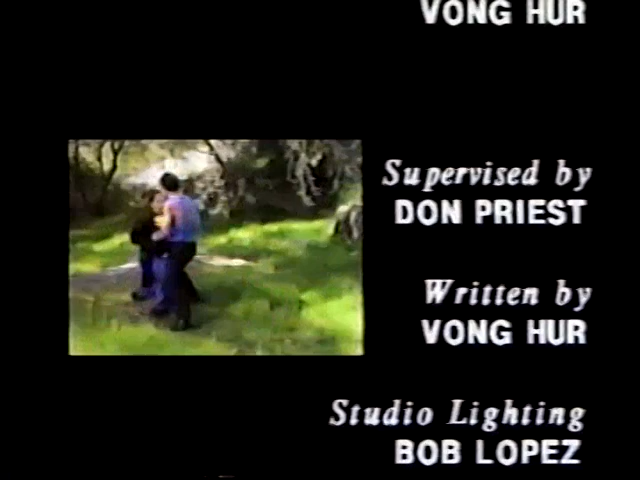 VONG HUR
Supervised by
DON PRIEST
Written by
VONG HUR
Studio Lighting
BOB LOPEZ